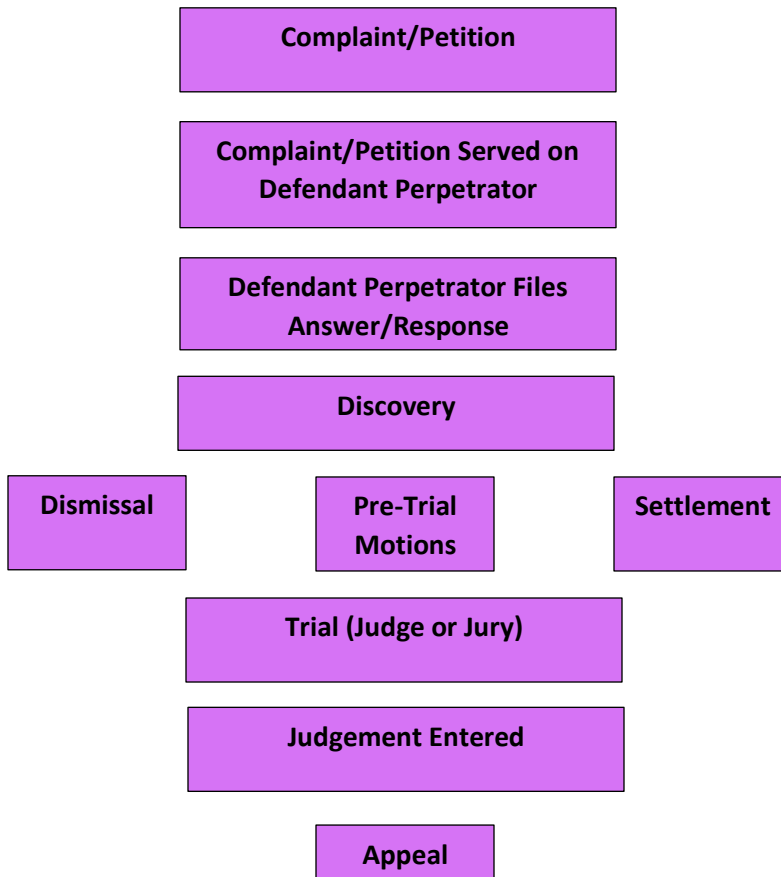 Complaint/Petition
Complaint/Petition Served on
Defendant Perpetrator
Defendant Perpetrator Files
Answer/Response
Discovery
Dismissal
Pre-Trial
Motions
Settlement
Trial (Judge or Jury)
Judgement Entered
Appeal